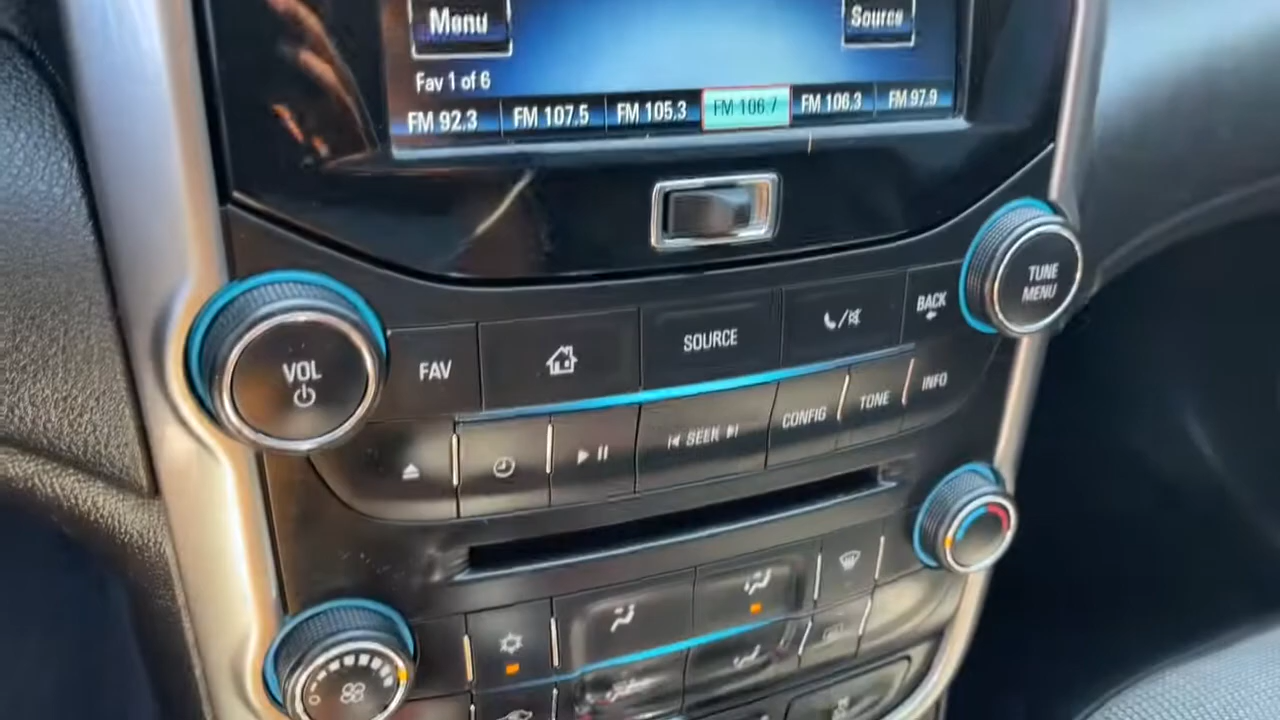 Menu
Source
Fav 1 of 6
FM 92.3 FM 107.5 FM 105.3 FM 106.7 FM 106.3 FM 97.9
TUNE
MENU
VOL
FAV
SOURCE
BACK
SEEK
CONFIG
TONE
INFO